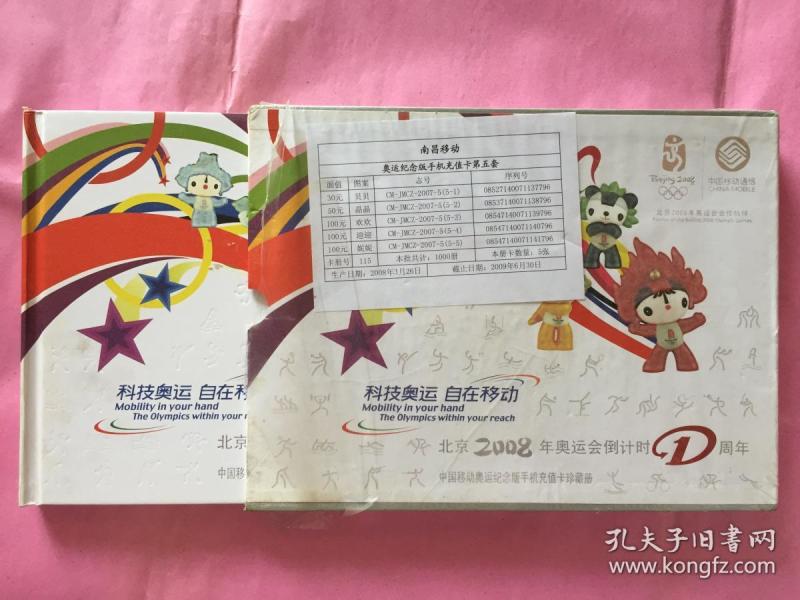 南昌移动
奥运纪念版手机充值卡第五套
面值 图案 志号 序列号
30元 贝贝 CM-JMCZ-2007-5(5-1) 08527140071137796
50元 晶晶 CM-JMCZ-2007-5(5-2) 08537140071138796
100元 欢欢 CM-JMCZ-2007-5(5-3) 08547140071139796
100元 迎迎 CM-JMCZ-2007-5(5-4) 08547140071140796
100元 妮妮 CM-JMCZ-2007-5(5-5) 08547140071141796
卡册号 115 本批共计：1000册 本册卡数量：5张
生产日期：2008年3月26日 截止日期：2009年6月30日
Beijing 2008
中国移动通信
CHINA MOBILE
北京2008年奥运会合作伙伴
Partner of the Beijing 2008 Olympic Games
科技奥运 自在移
Mobility in your hand
The Olympics within your r
北京
中国移
科技奥运 自在移动
Mobility in your hand
The Olympics within your reach
北京2008年奥运会倒计时1周年
中国移动奥运纪念版手机充值卡珍藏册
孔夫子旧书网
www.kongfz.com